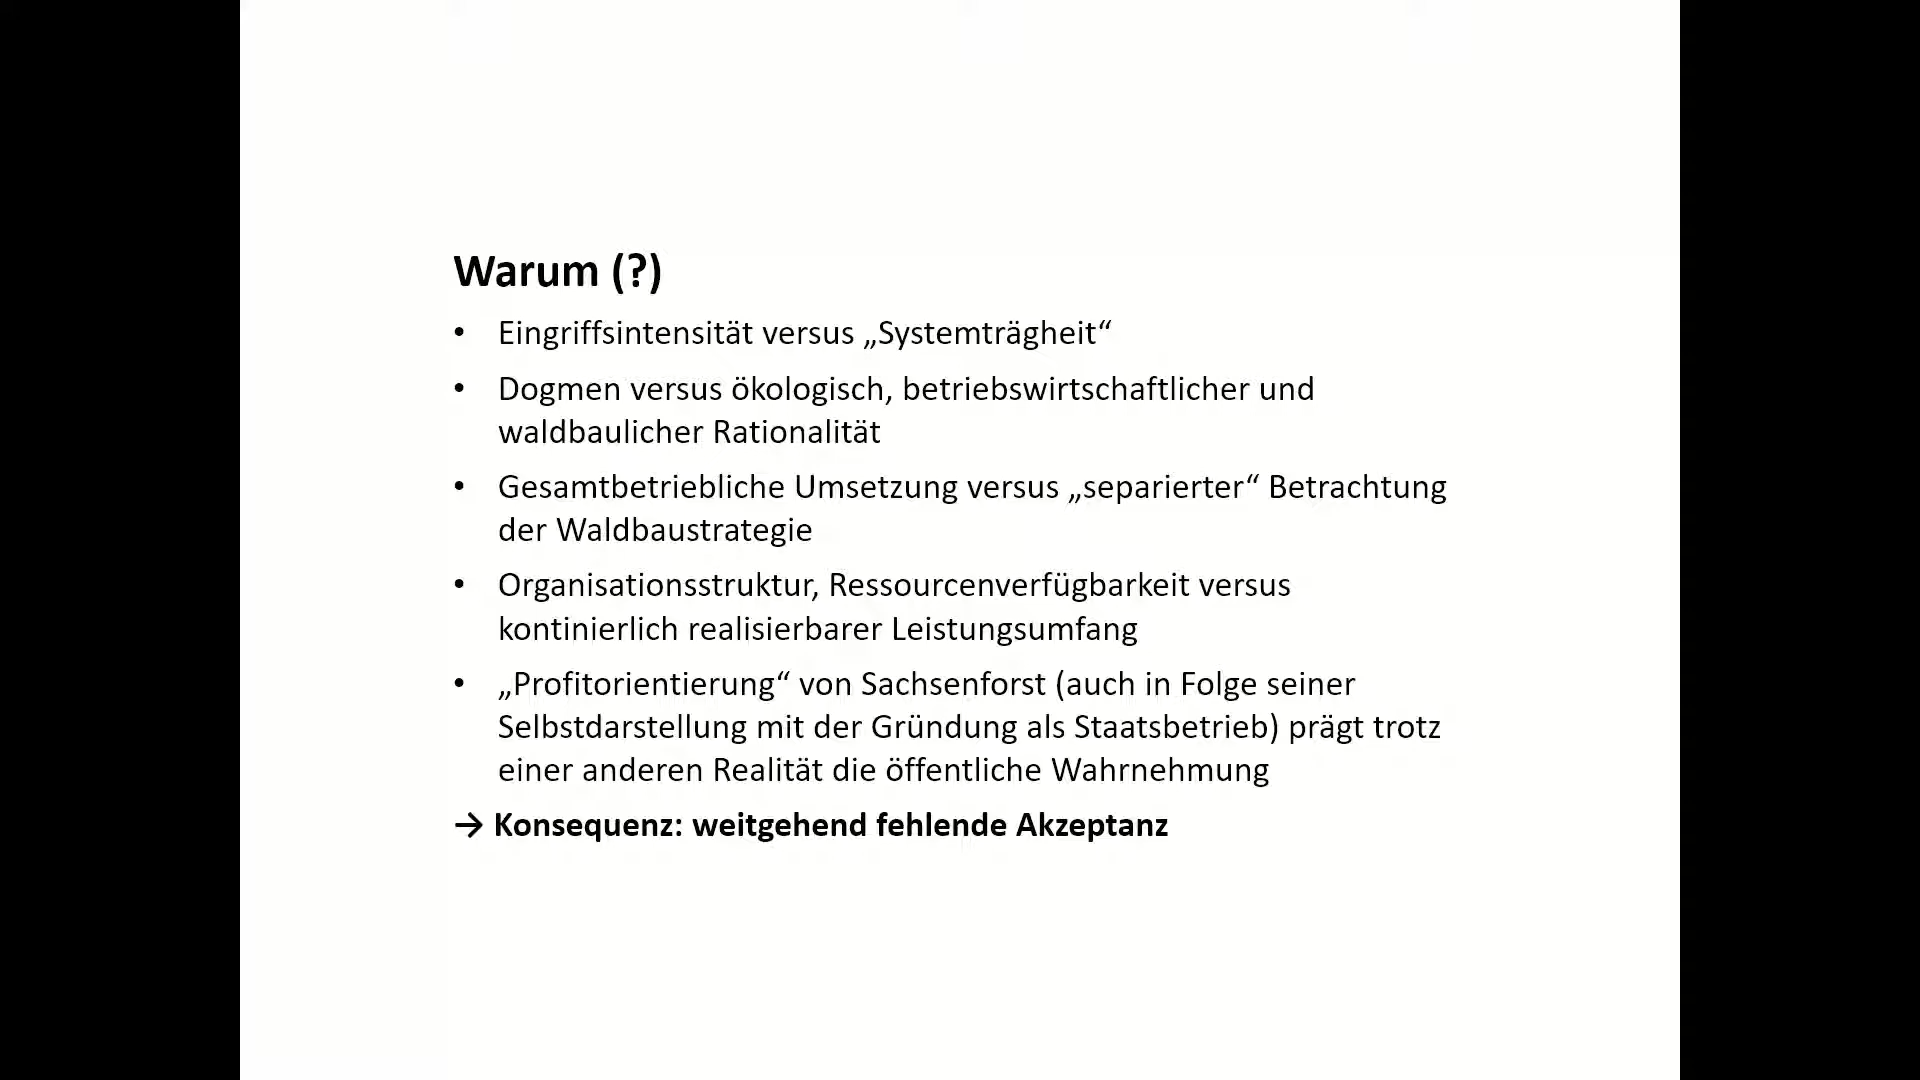 Warum (?)
• Eingriffsintensität versus „Systemträgheit“
• Dogmen versus ökologisch, betriebswirtschaftlicher und
waldbaulicher Rationalität
• Gesamtbetriebliche Umsetzung versus „separierter“ Betrachtung
der Waldbaustrategie
• Organisationsstruktur, Ressourcenverfügbarkeit versus
kontinierlich realisierbarer Leistungsumfang
• „Profitorientierung“ von Sachsenforst (auch in Folge seiner
Selbstdarstellung mit der Gründung als Staatsbetrieb) prägt trotz
einer anderen Realität die öffentliche Wahrnehmung
→ Konsequenz: weitgehend fehlende Akzeptanz